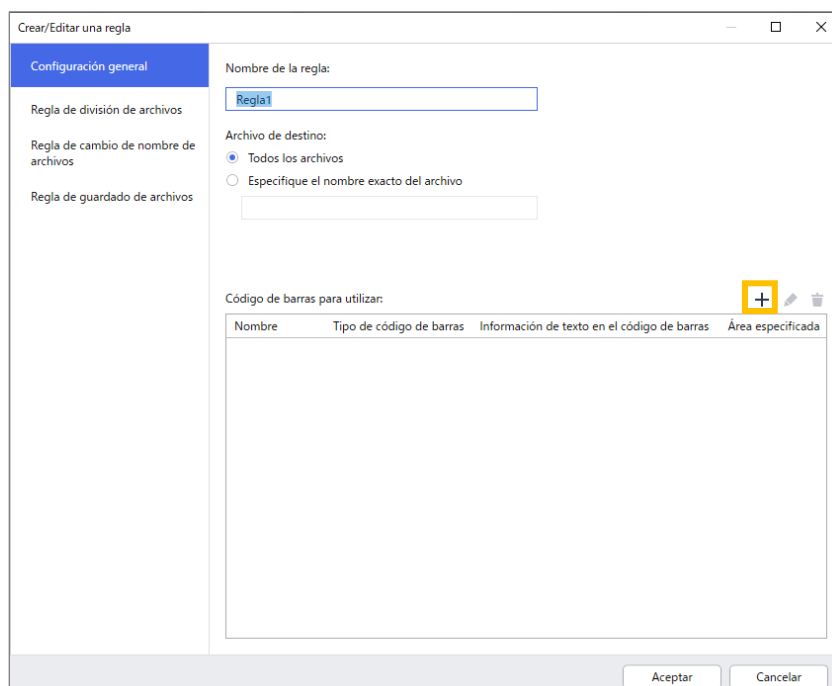 Crear/Editar una regla
Configuración general
Regla de división de archivos
Regla de cambio de nombre de
archivos
Regla de guardado de archivos
Nombre de la regla:
Regla1
Archivo de destino:
Todos los archivos
Especifique el nombre exacto del archivo
Código de barras para utilizar:
Nombre Tipo de código de barras Información de texto en el código de barras Área especificada
Aceptar Cancelar